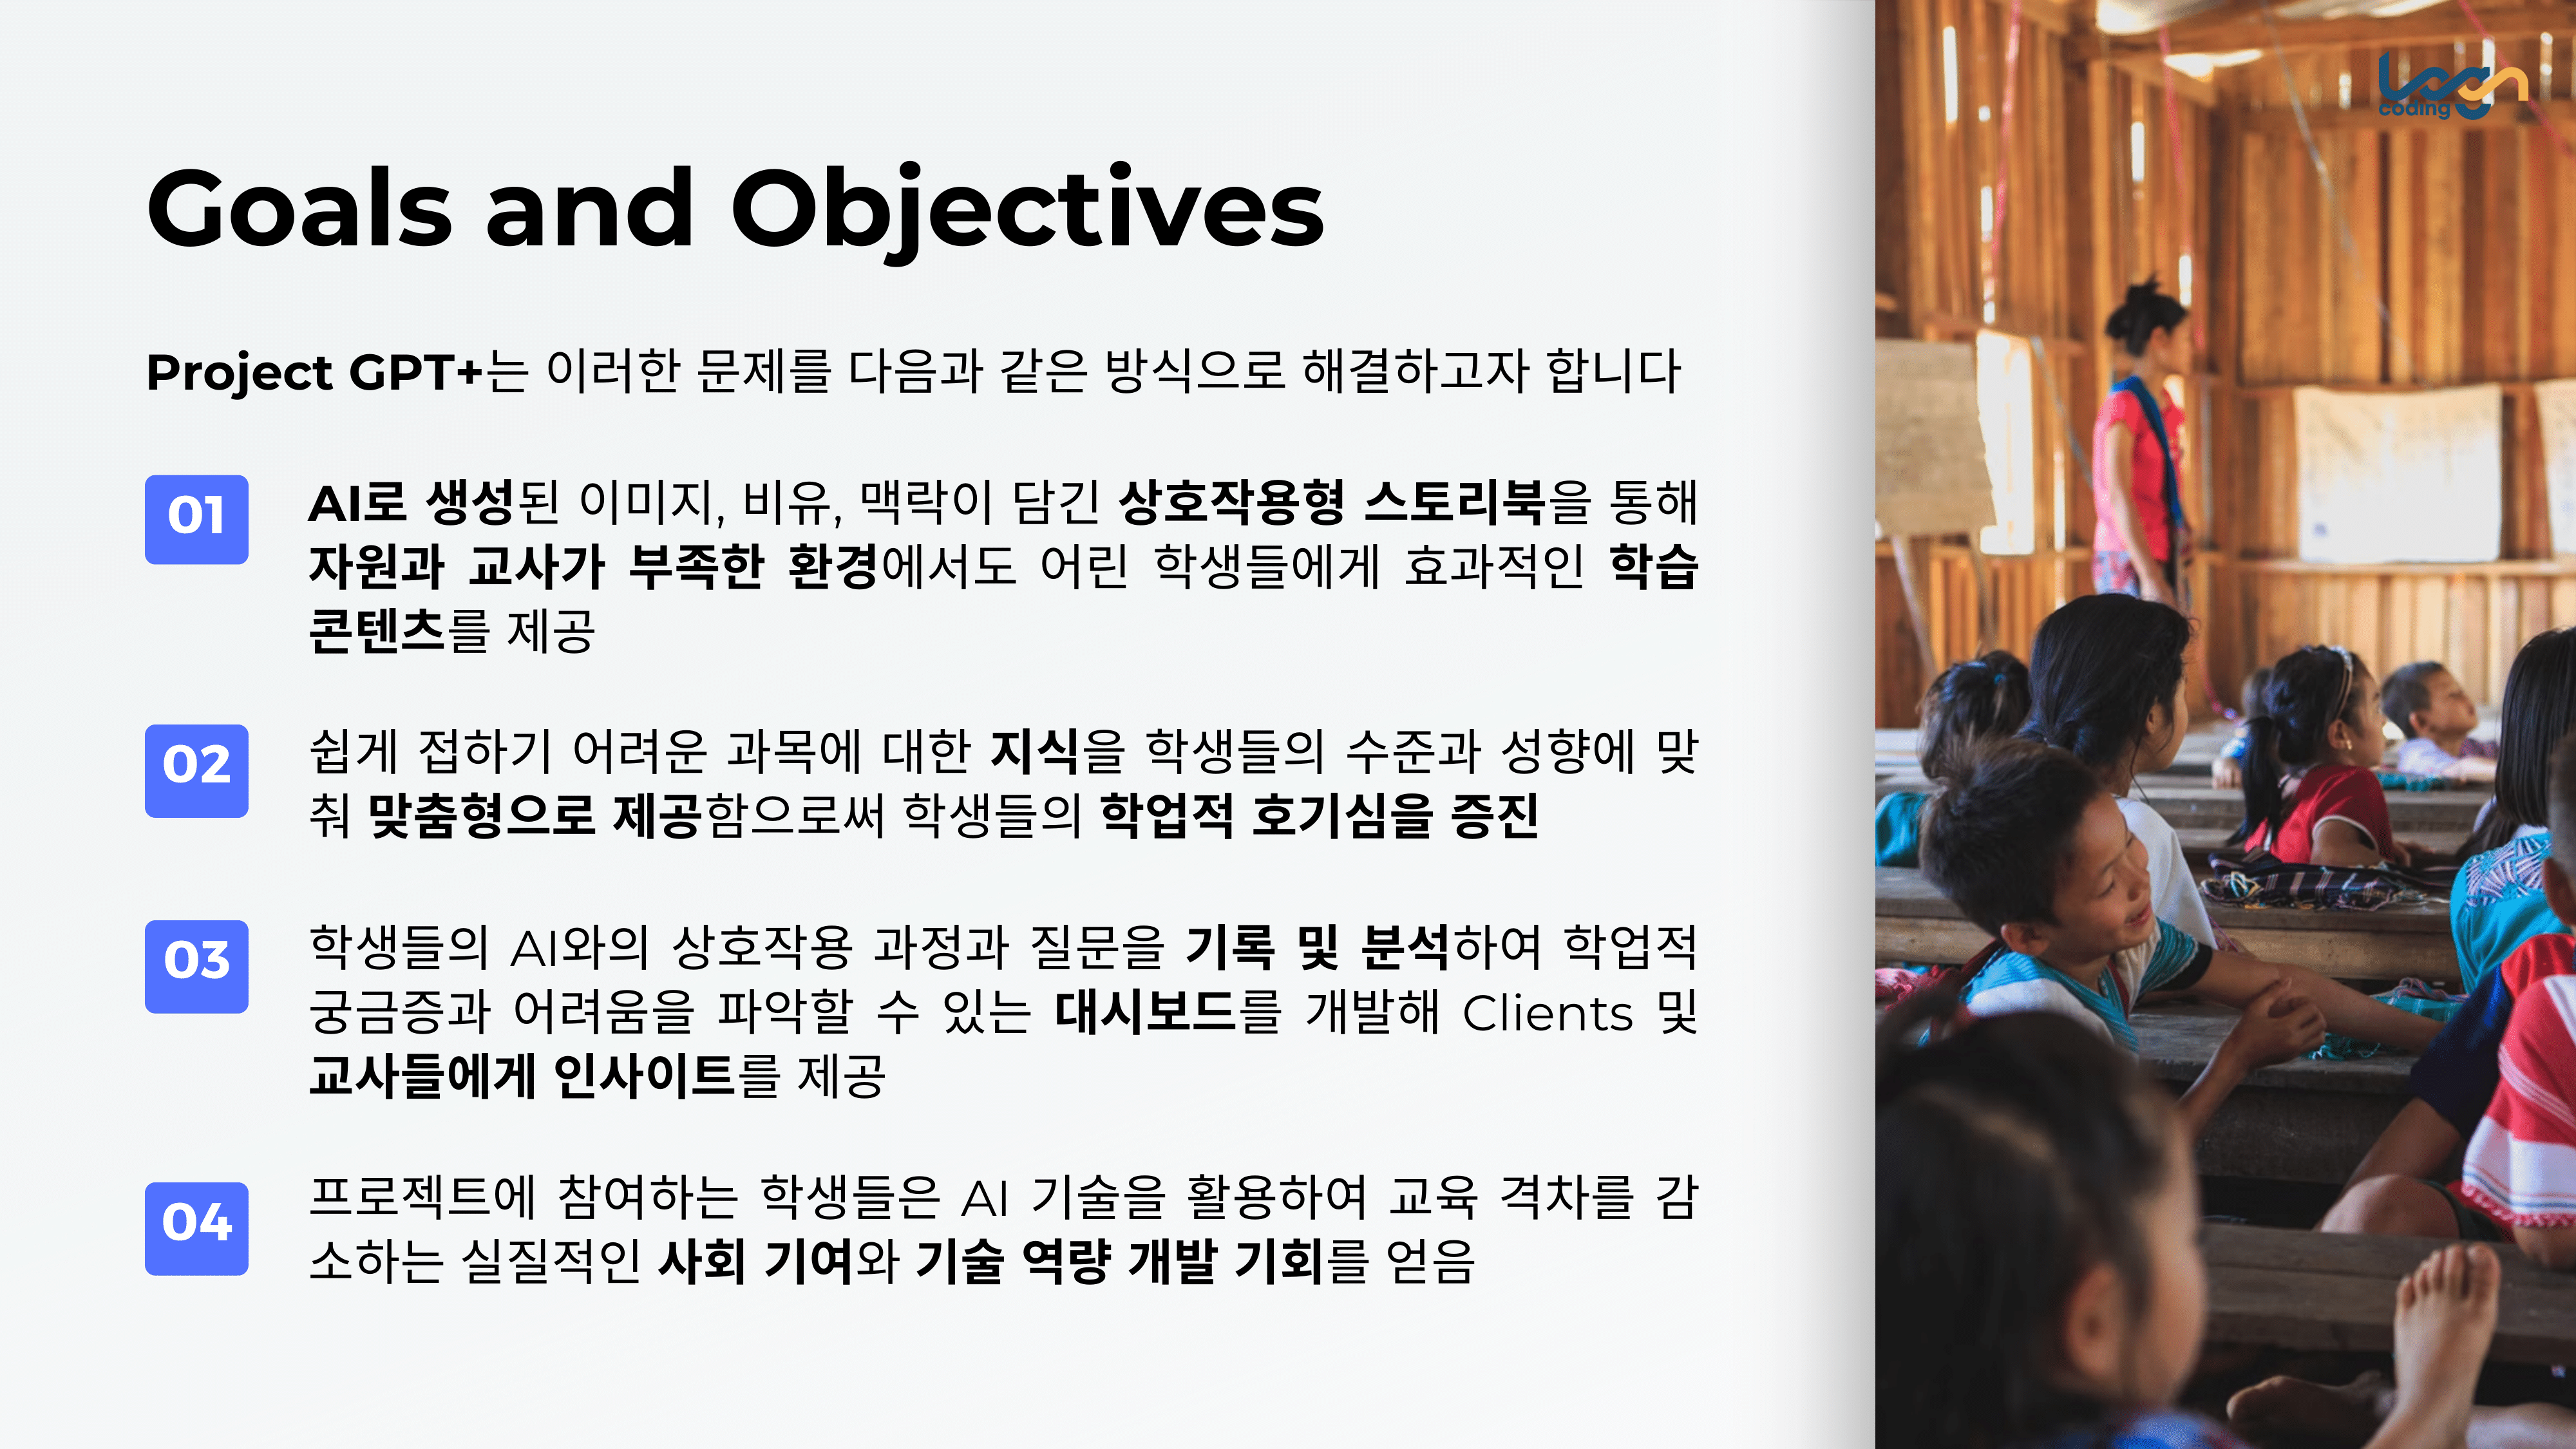 Goals and Objectives
Project GPT+는 이러한 문제를 다음과 같은 방식으로 해결하고자 합니다
01
AI로 생성된 이미지, 비유, 맥락이 담긴 상호작용형 스토리북을 통해
자원과 교사가 부족한 환경에서도 어린 학생들에게 효과적인 학습
콘텐츠를 제공
02
쉽게 접하기 어려운 과목에 대한 지식을 학생들의 수준과 성향에 맞
춰 맞춤형으로 제공함으로써 학생들의 학업적 호기심을 증진
03
학생들의 AI와의 상호작용 과정과 질문을 기록 및 분석하여 학업적
궁금증과 어려움을 파악할 수 있는 대시보드를 개발해 Clients 및
교사들에게 인사이트를 제공
04
프로젝트에 참여하는 학생들은 AI 기술을 활용하여 교육 격차를 감
소하는 실질적인 사회 기여와 기술 역량 개발 기회를 얻음
coding